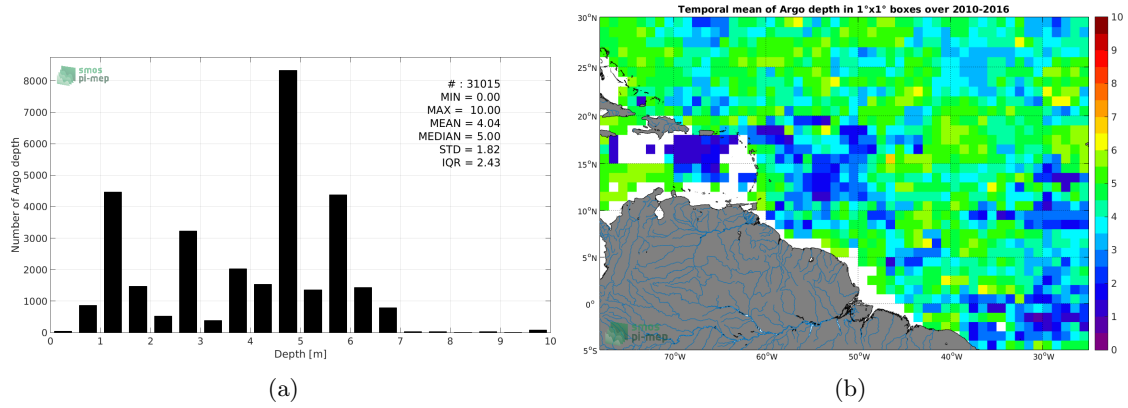 smos
pi-mep
# : 31015
MIN = 0.00
MAX = 10.00
MEAN = 4.04
MEDIAN = 5.00
STD = 1.82
IQR = 2.43
Number of Argo depth
8000
7000
6000
5000
4000
3000
2000
1000
0
0 1 2 3 4 5 6 7 8 9 10
Depth [m]
(a)
Temporal mean of Argo depth in 1°x1° boxes over 2010-2016
30°N
25°N
20°N
15°N
10°N
5°N
0°
5°S
70°W 60°W 50°W 40°W 30°W
smos
pi-mep
10
9
8
7
6
5
4
3
2
1
0
(b)